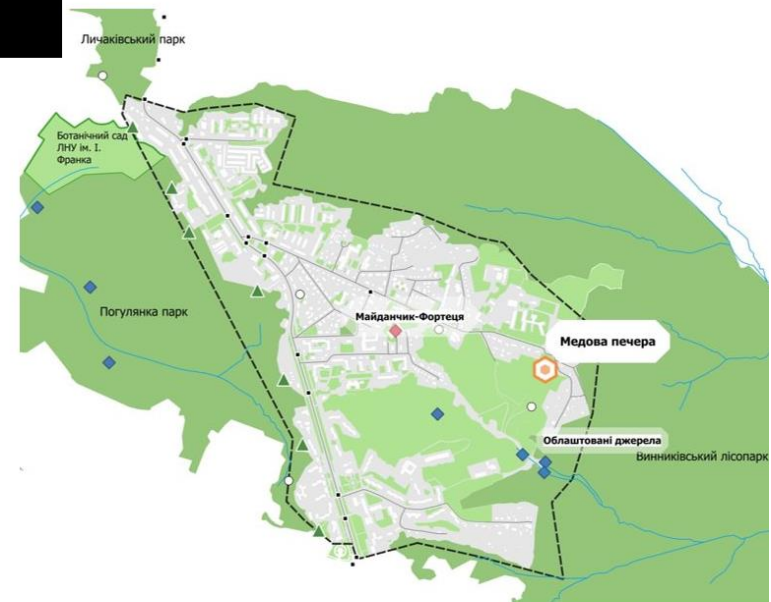 Личаківський парк
Ботанічний сад
ЛНУ ім. І.
Франка
Погулянка парк
Майданчик-Фортеця
Медова печера
Облаштовані джерела
Винниківський лісопарк